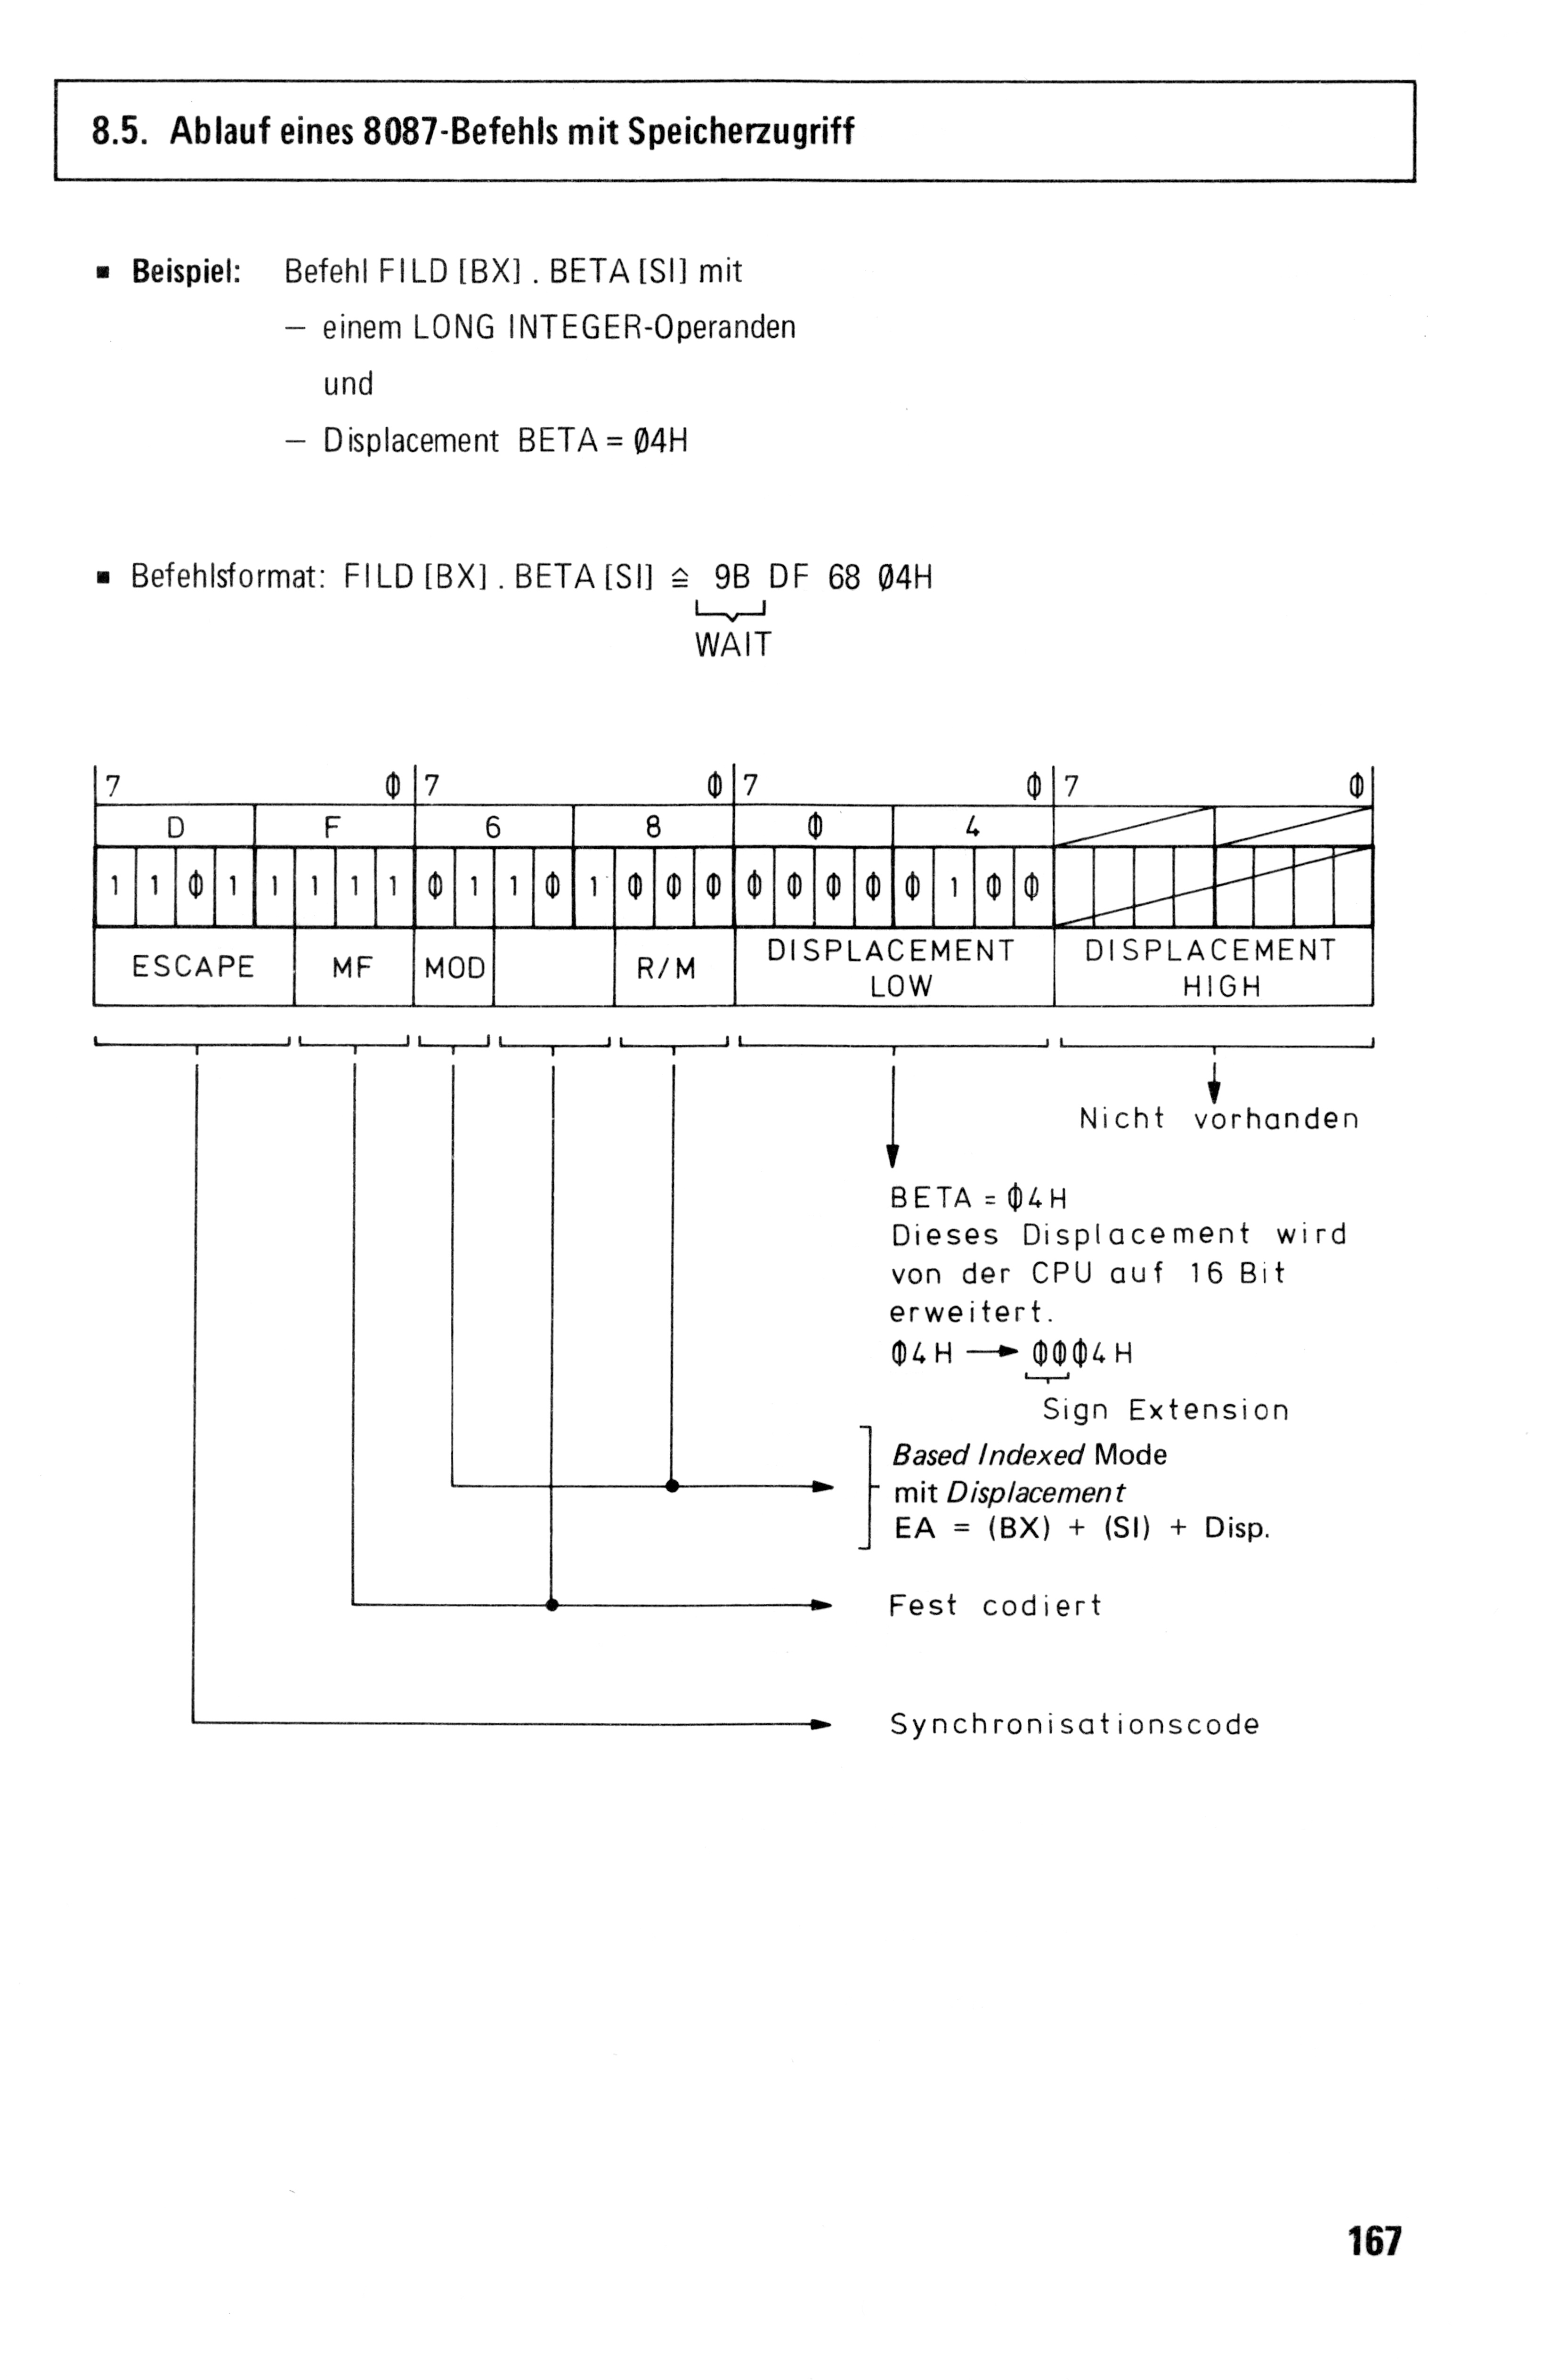 8.5. Ablauf eines 8087-Befehls mit Speicherzugriff
▪ Beispiel: Befehl FILD [BX] . BETA [SI] mit
– einem LONG INTEGER-Operanden
und
– Displacement BETA = Ø4H
▪ Befehlsformat: FILD [BX] . BETA [SI] ≙ 9B DF 68 Ø4H
WAIT
7 Ø 7 Ø 7 Ø 7 Ø
D F 6 8 Ø 4
1 1 Ø 1 1 1 1 1 Ø 1 1 Ø 1 Ø Ø Ø Ø Ø Ø Ø Ø 1 Ø Ø
ESCAPE MF MOD R/M DISPLACEMENT LOW DISPLACEMENT HIGH
Nicht vorhanden
BETA = Ø4H
Dieses Displacement wird
von der CPU auf 16 Bit
erweitert.
Ø4H → ØØØ4H
Sign Extension
Based Indexed Mode
mit Displacement
EA = (BX) + (SI) + Disp.
Fest codiert
Synchronisationscode
167